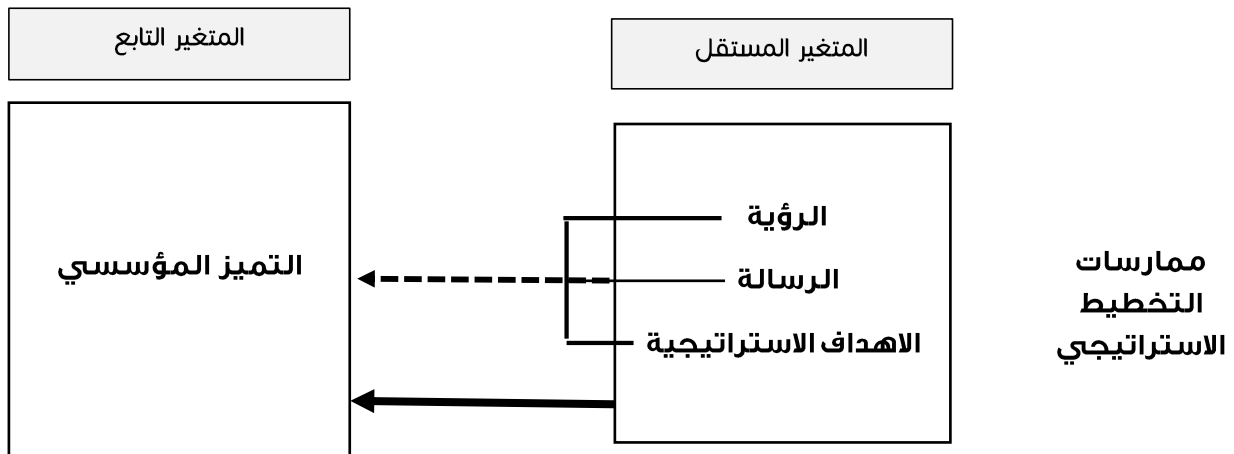 المتغير المستقل
المتغير التابع
ممارسات
التخطيط
الاستراتيجي
الرؤية
الرسالة
الاهداف الاستراتيجية
التميز المؤسسي